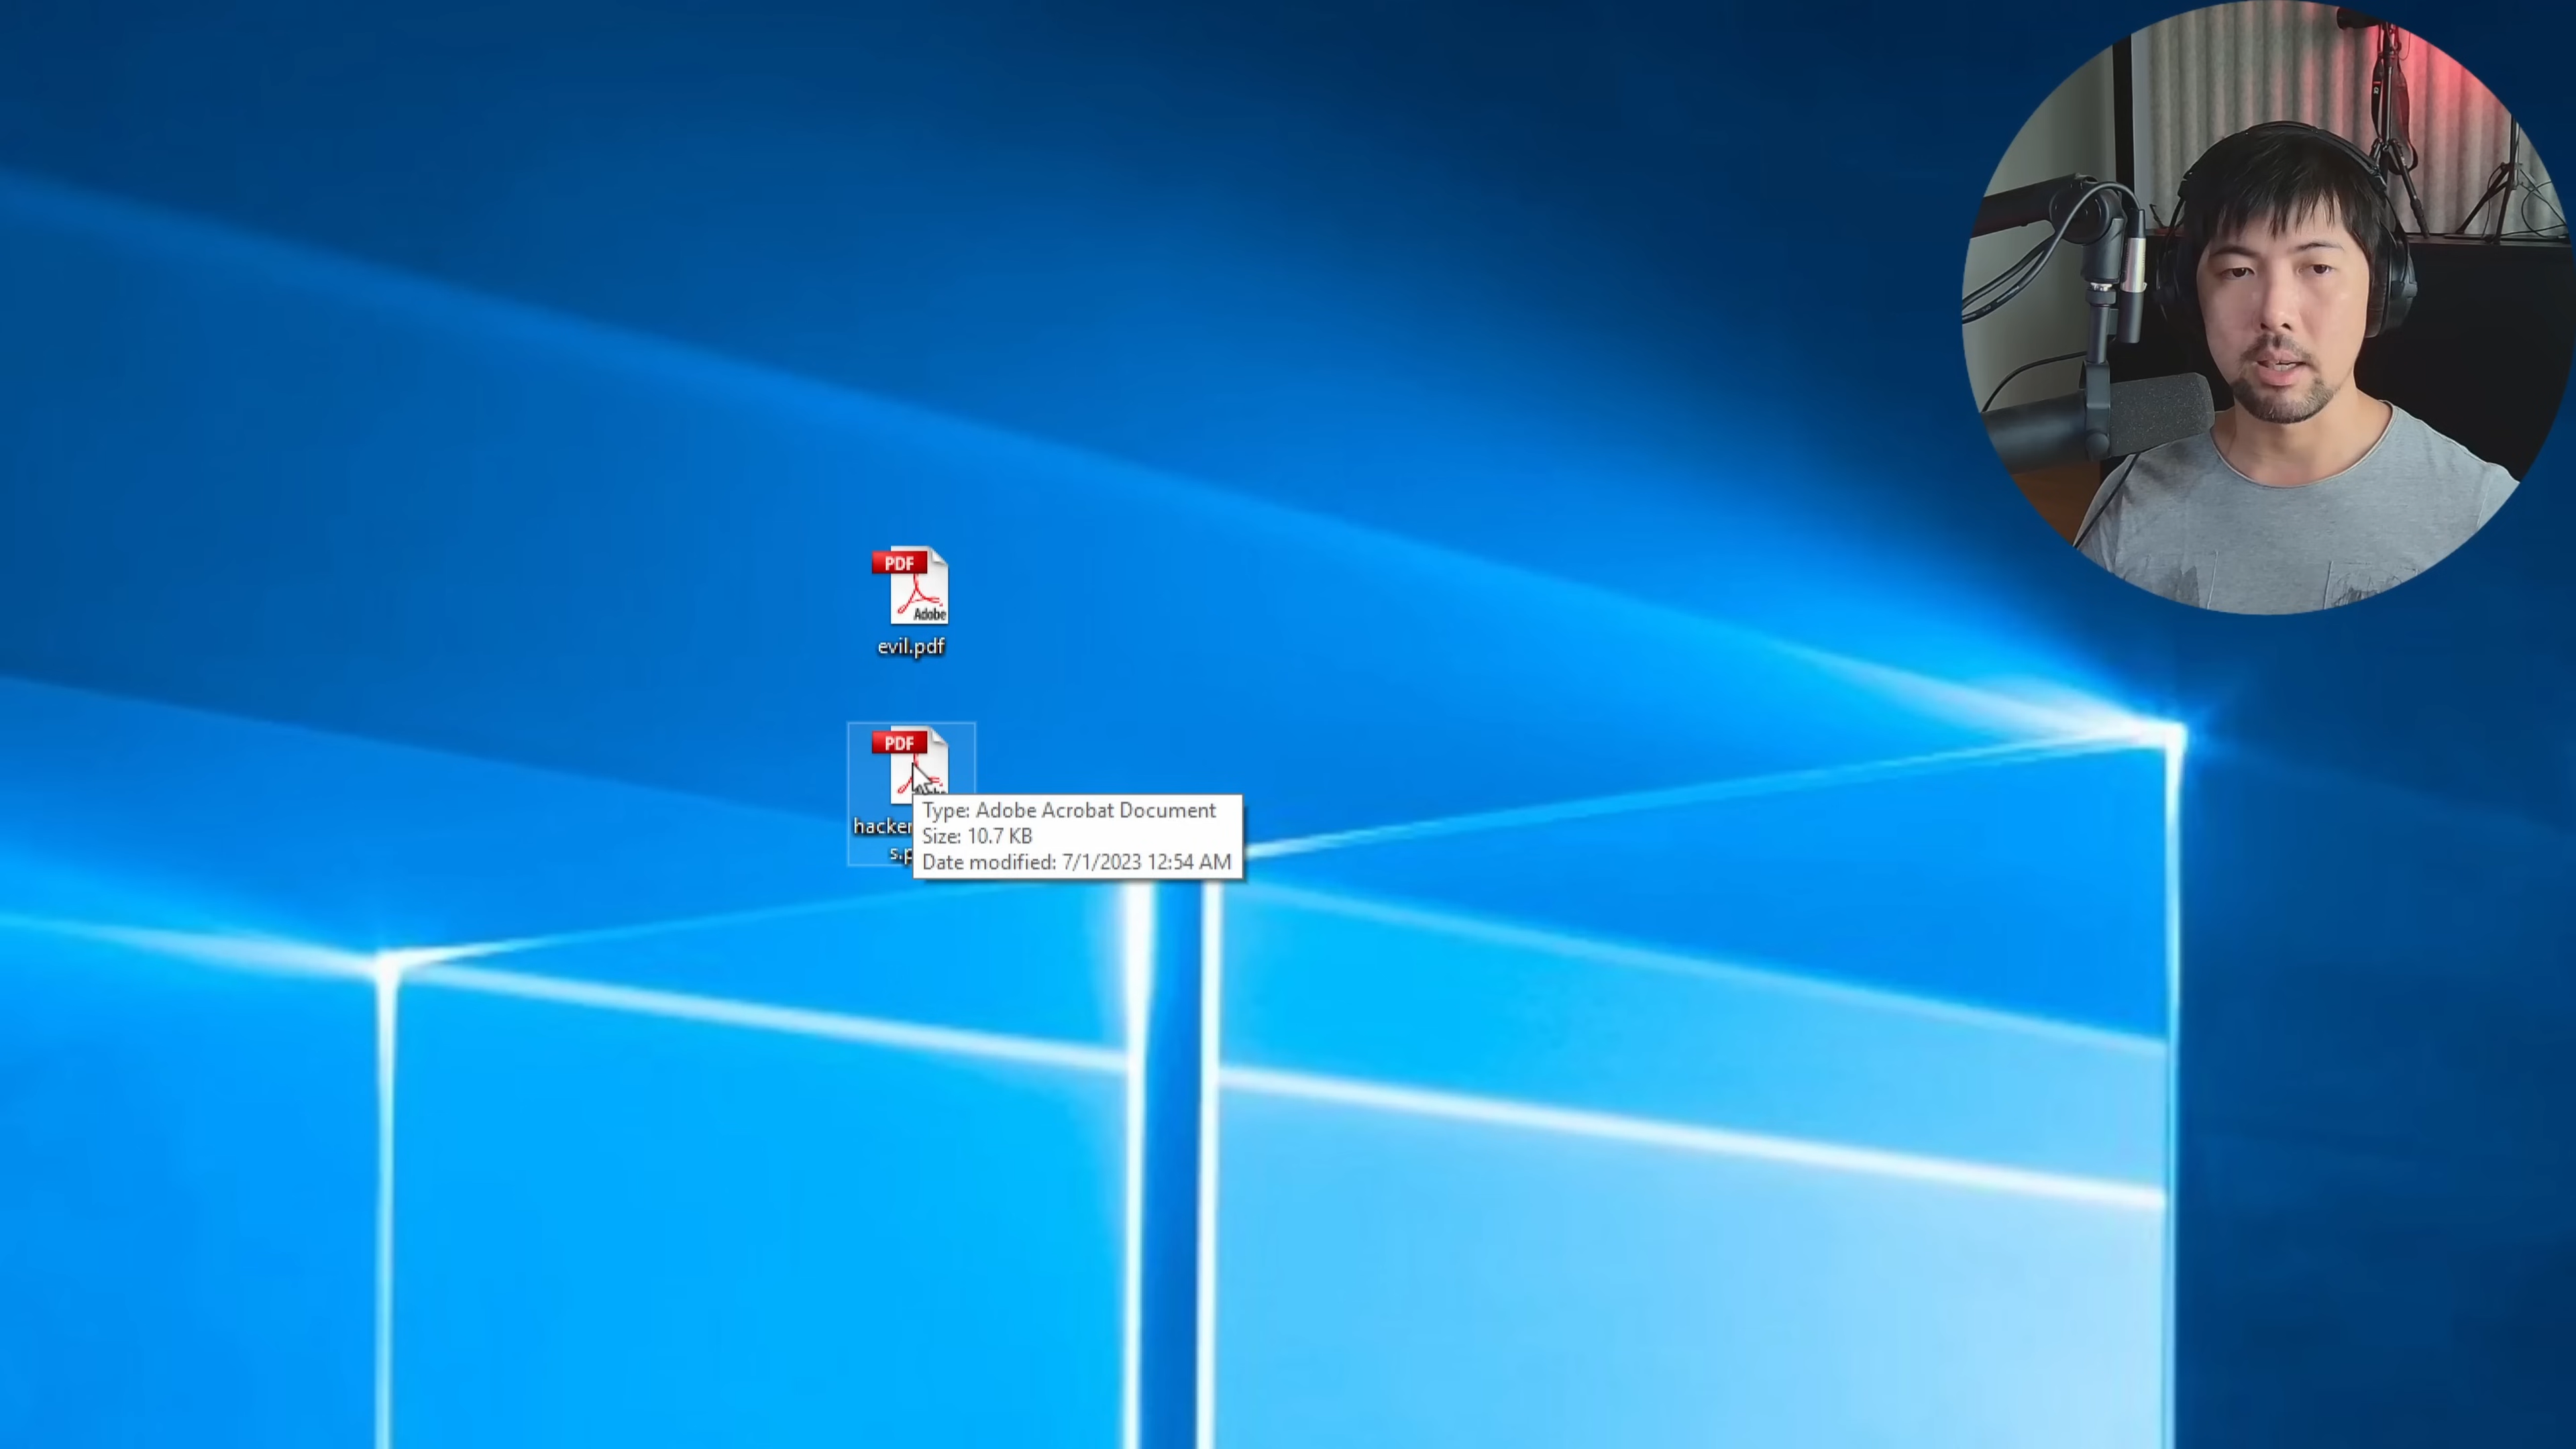 PDF
Adobe
evil.pdf
PDF
Type: Adobe Acrobat Document
Size: 10.7 KB
Date modified: 7/1/2023 12:54 AM